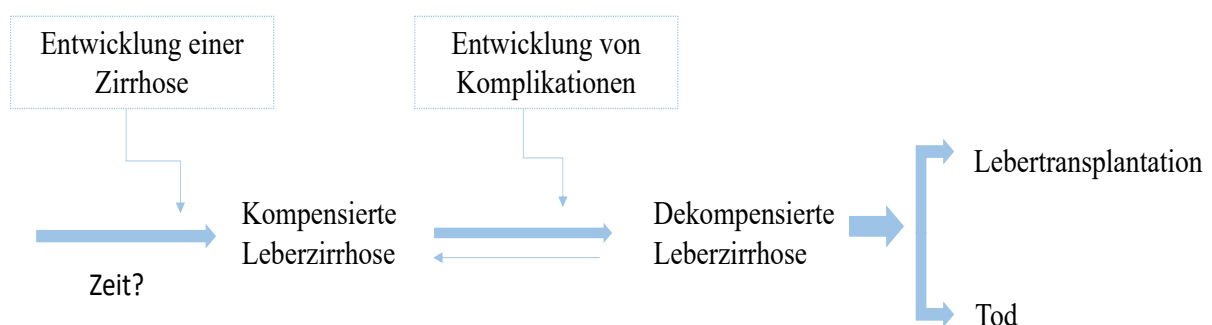 Entwicklung einer
Zirrhose
Entwicklung von
Komplikationen
Lebertransplantation
Kompensierte
Leberzirrhose
Dekompensierte
Leberzirrhose
Zeit?
Tod